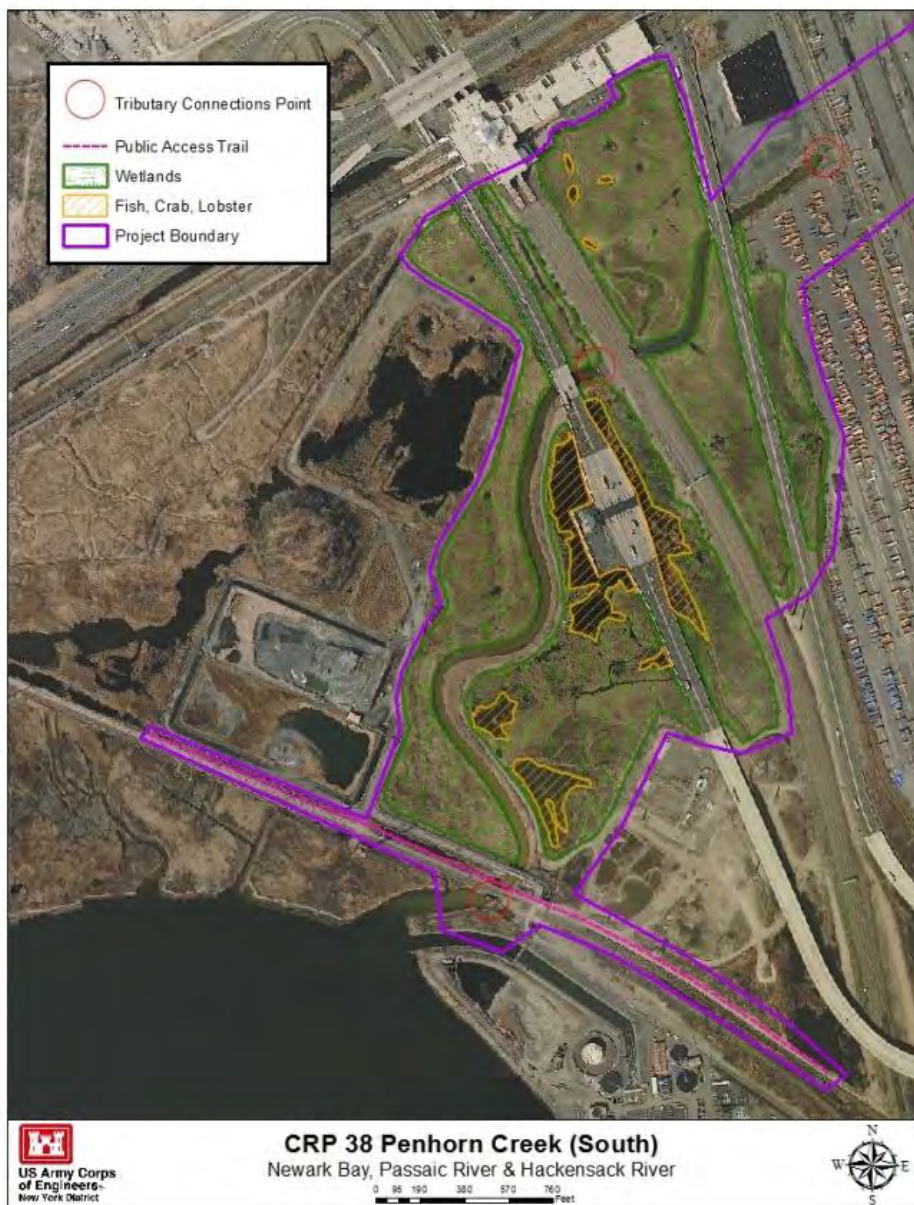 Tributary Connections Point
Public Access Trail
Wetlands
Fish, Crab, Lobster
Project Boundary
US Army Corps
of Engineers®
New York District
CRP 38 Penhorn Creek (South)
Newark Bay, Passaic River & Hackensack River
0 95 190 380 570 760
Feet
N
W E
S